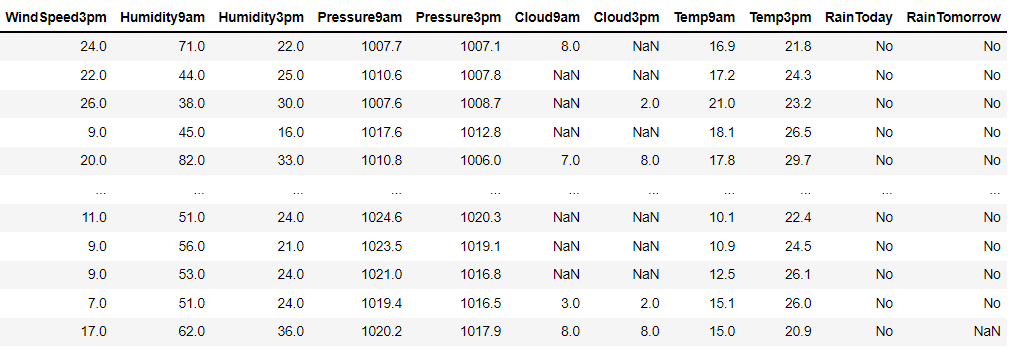 WindSpeed3pm Humidity9am Humidity3pm Pressure9am Pressure3pm Cloud9am Cloud3pm Temp9am Temp3pm RainToday RainTomorrow
24.0 71.0 22.0 1007.7 1007.1 8.0 NaN 16.9 21.8 No No
22.0 44.0 25.0 1010.6 1007.8 NaN NaN 17.2 24.3 No No
26.0 38.0 30.0 1007.6 1008.7 NaN 2.0 21.0 23.2 No No
9.0 45.0 16.0 1017.6 1012.8 NaN NaN 18.1 26.5 No No
20.0 82.0 33.0 1010.8 1006.0 7.0 8.0 17.8 29.7 No No
... ... ... ... ... ... ... ... ... ... ...
11.0 51.0 24.0 1024.6 1020.3 NaN NaN 10.1 22.4 No No
9.0 56.0 21.0 1023.5 1019.1 NaN NaN 10.9 24.5 No No
9.0 53.0 24.0 1021.0 1016.8 NaN NaN 12.5 26.1 No No
7.0 51.0 24.0 1019.4 1016.5 3.0 2.0 15.1 26.0 No No
17.0 62.0 36.0 1020.2 1017.9 8.0 8.0 15.0 20.9 No NaN